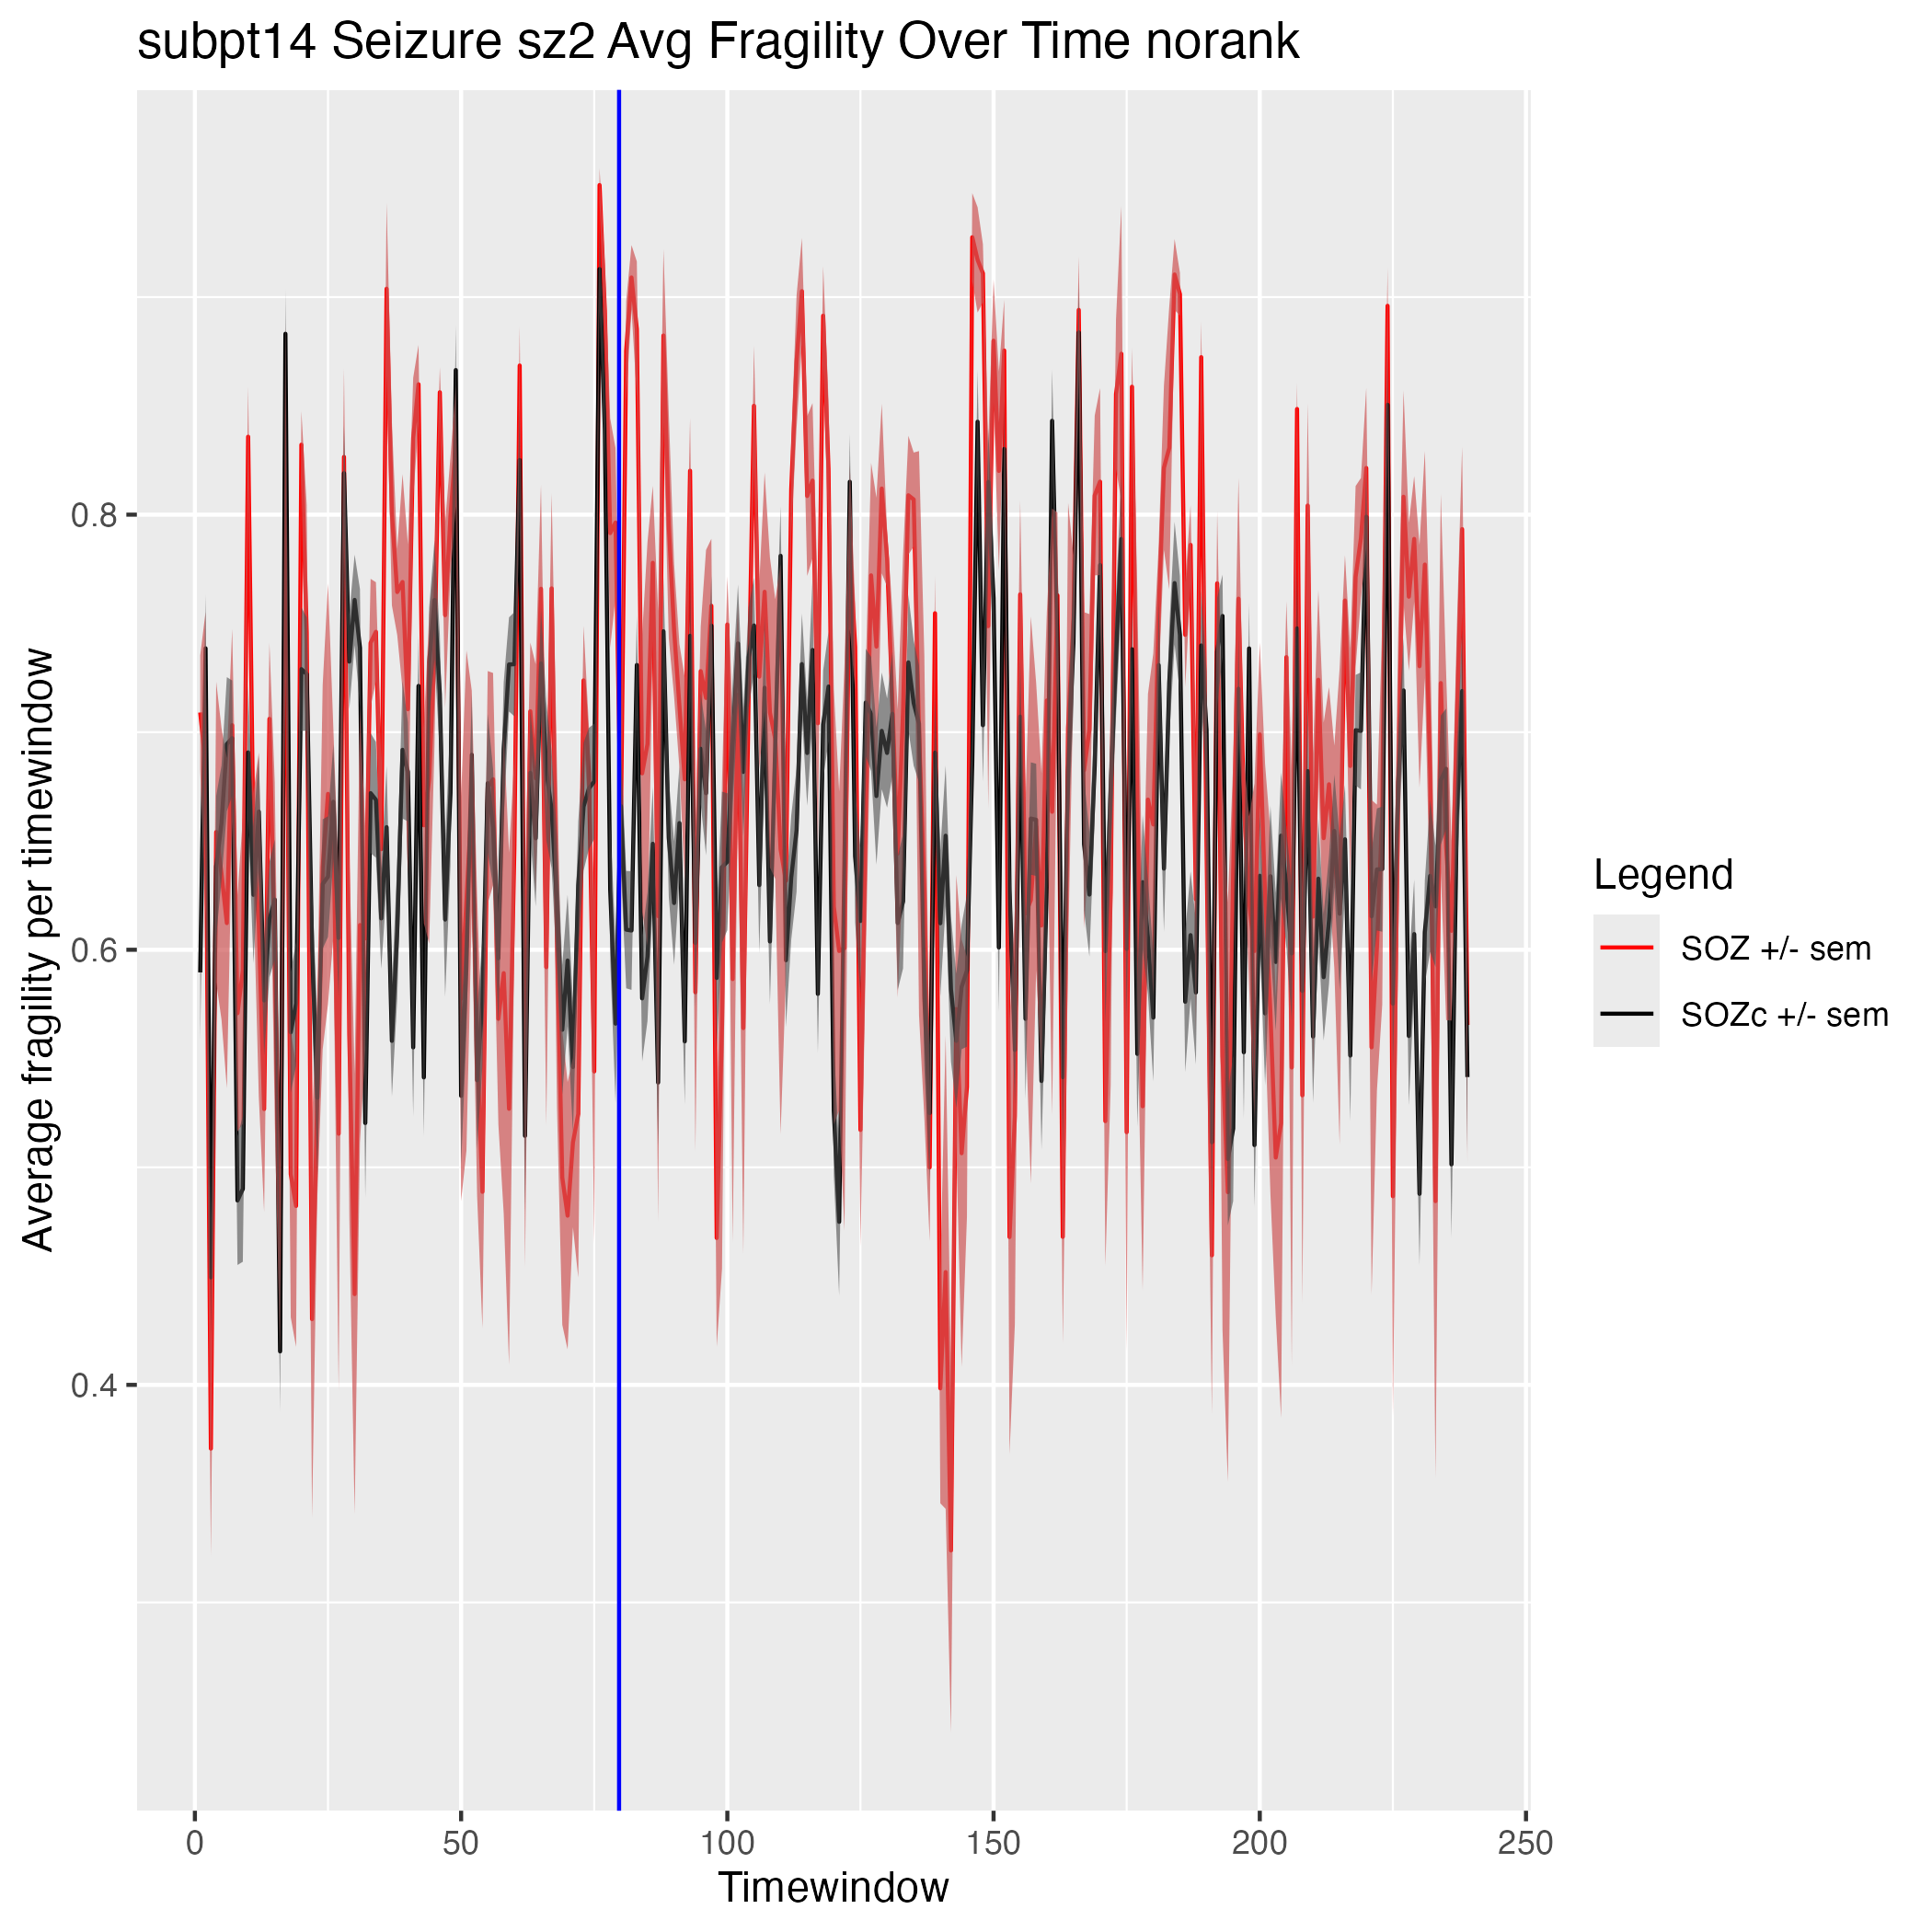 subpt14 Seizure sz2 Avg Fragility Over Time norank
Average fragility per timewindow
0.8
0.6
0.4
0
50
100
150
200
250
Timewindow
Legend
SOZ +/- sem
SOZc +/- sem